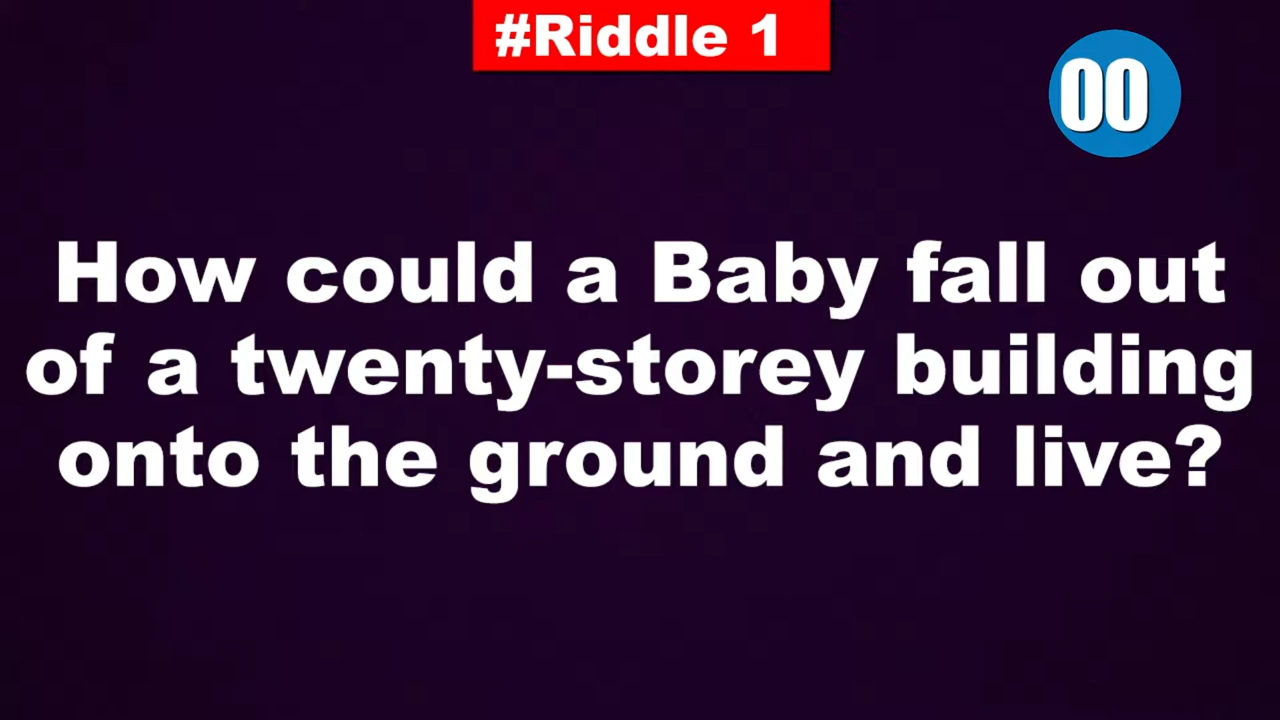 #Riddle 1
00
How could a Baby fall out
of a twenty-storey building
onto the ground and live?